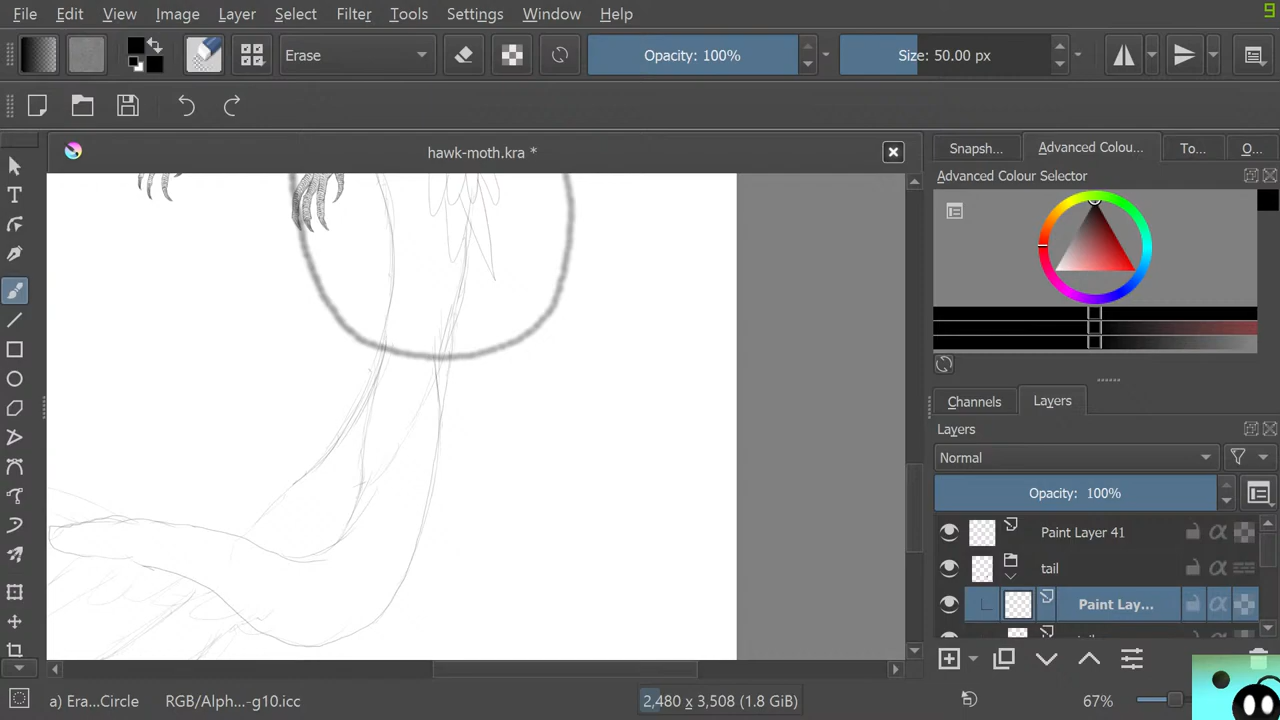 File Edit View Image Layer Select Filter Tools Settings Window Help
9
Erase Opacity: 100% Size: 50.00 px
hawk-moth.kra *
Snapsh... Advanced Colou... To... O...
Advanced Colour Selector
Channels Layers
Layers
Normal
Opacity: 100%
Paint Layer 41
tail
Paint Lay...
a) Era...Circle RGB/Alph...-g10.icc 2,480 x 3,508 (1.8 GiB) 67%